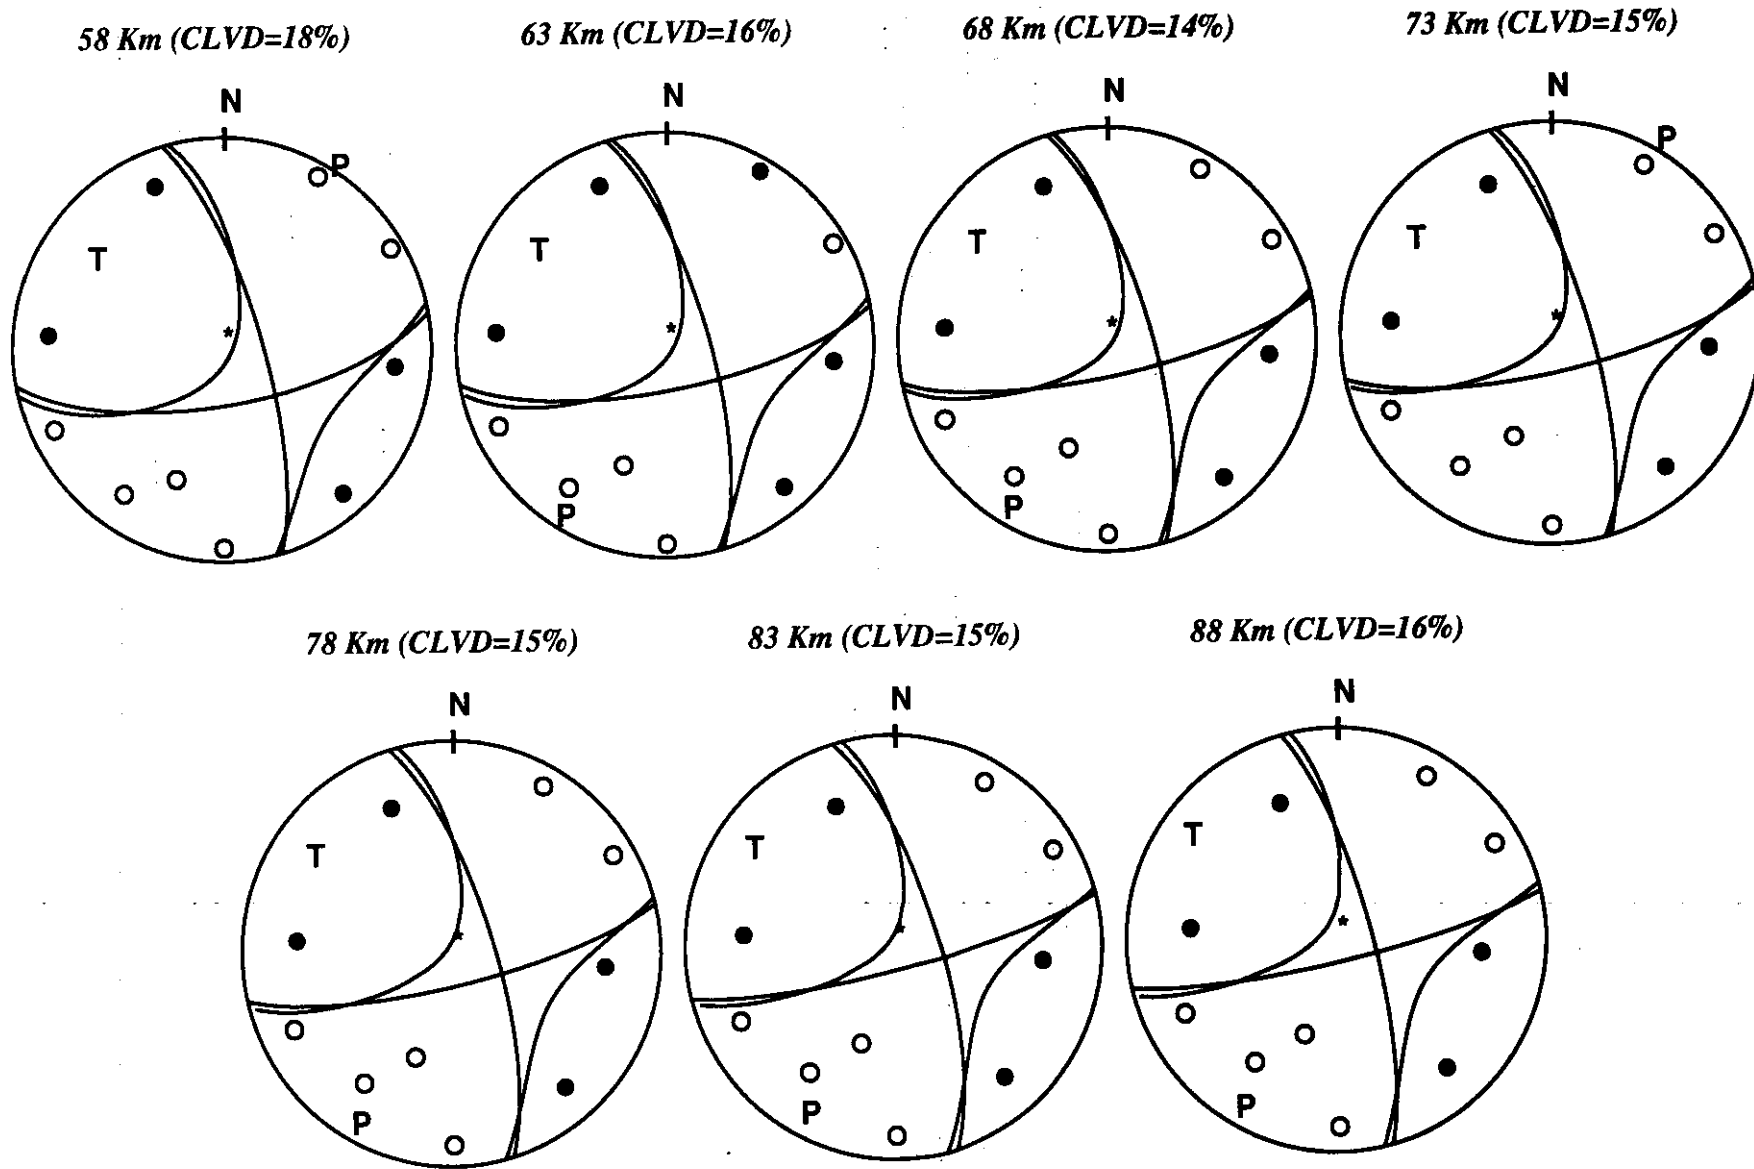 58 Km (CLVD=18%)
63 Km (CLVD=16%)
68 Km (CLVD=14%)
73 Km (CLVD=15%)
N
N
N
N
P
T
T
P
T
P
T
P
78 Km (CLVD=15%)
83 Km (CLVD=15%)
88 Km (CLVD=16%)
N
N
N
T
P
T
P
T
P